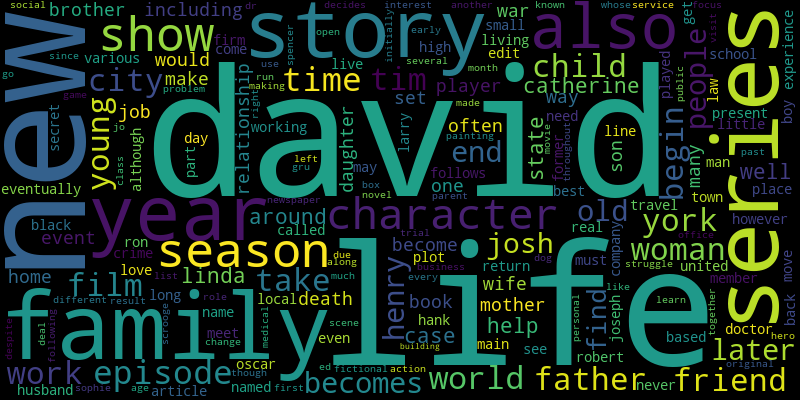 social brother including story dr decides interest another known whose service focus
since various firm war small spencer initially early several month also people get visit
new show would come use live high living edit city make run problem making time tim player child catherine
experience school played public law boy
go game young job secret jo although class
day part relationship working right david often set larry way need painting made movie
end state line son former throughout begin many present little man past
black eventually event ron crime year daughter left gru may box newspaper novel parent follows one best
character old real travel town york well place however move back series
home love list long season linda around called trial become plot josh woman must united member office
film take local death henry book hank dog return wife mother company struggle
despite following deal different result change scrooge role name meet medical due along scene even much business every case main help find joseph personal like learn together later doctor hero
family life
work episode oscar building see robert based never father friend original
husband sophie age article named though first becomes ed fictional action world